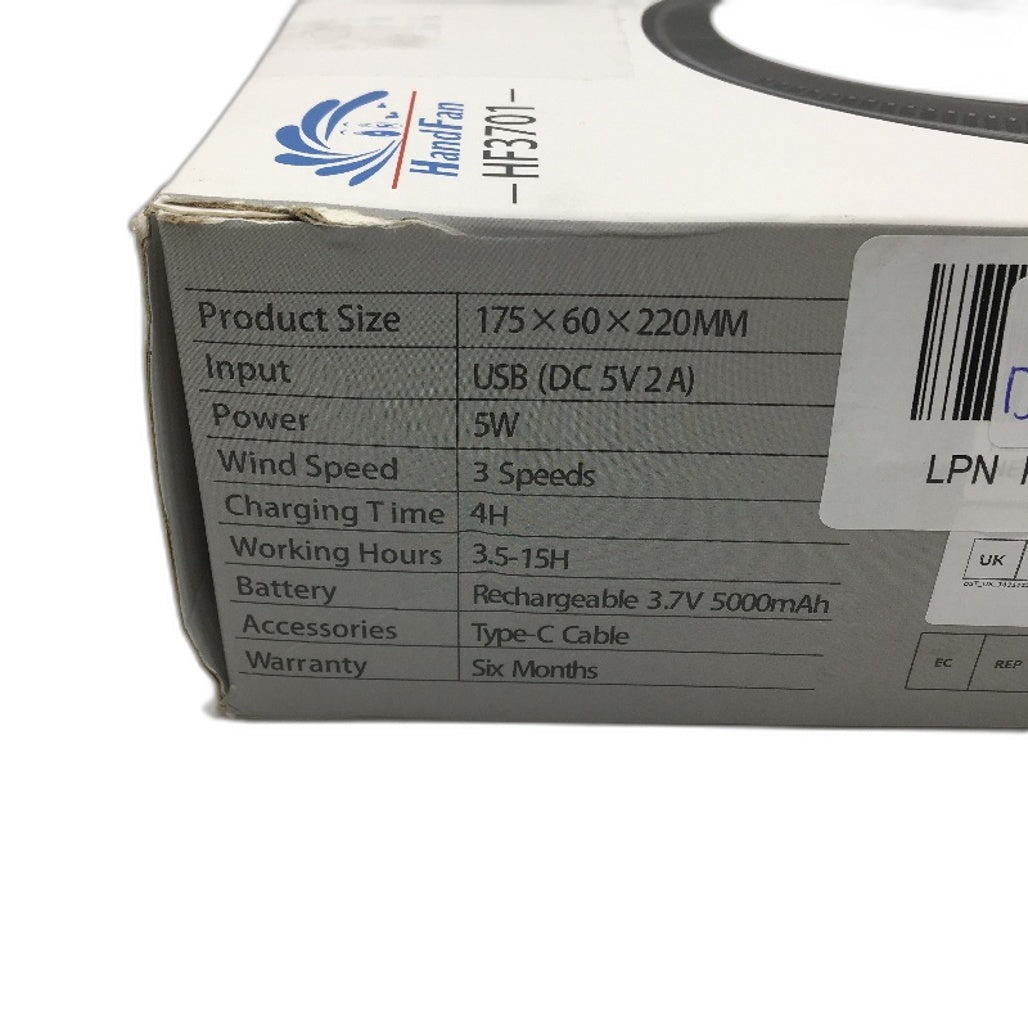 HandFan
-HF3701-
Product Size 175×60×220MM
Input USB (DC 5V 2A)
Power 5W
Wind Speed 3 Speeds
Charging Time 4H
Working Hours 3.5-15H
Battery Rechargeable 3.7V 5000mAh
Accessories Type-C Cable
Warranty Six Months
LPN
UK
EC REP